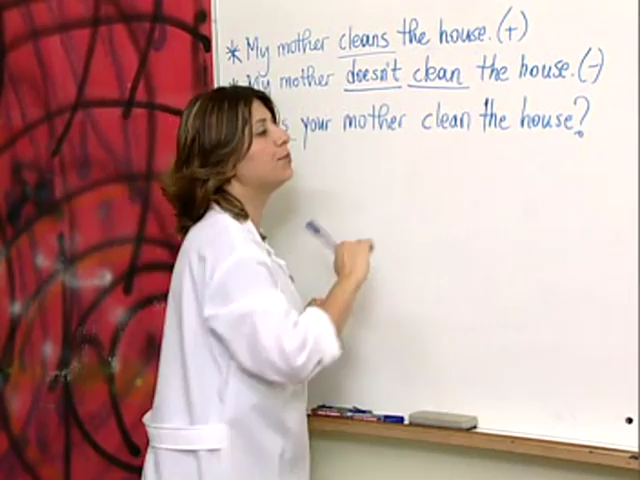 * My mother cleans the house. (+)
* My mother doesn't clean the house. (-)
your mother clean the house?